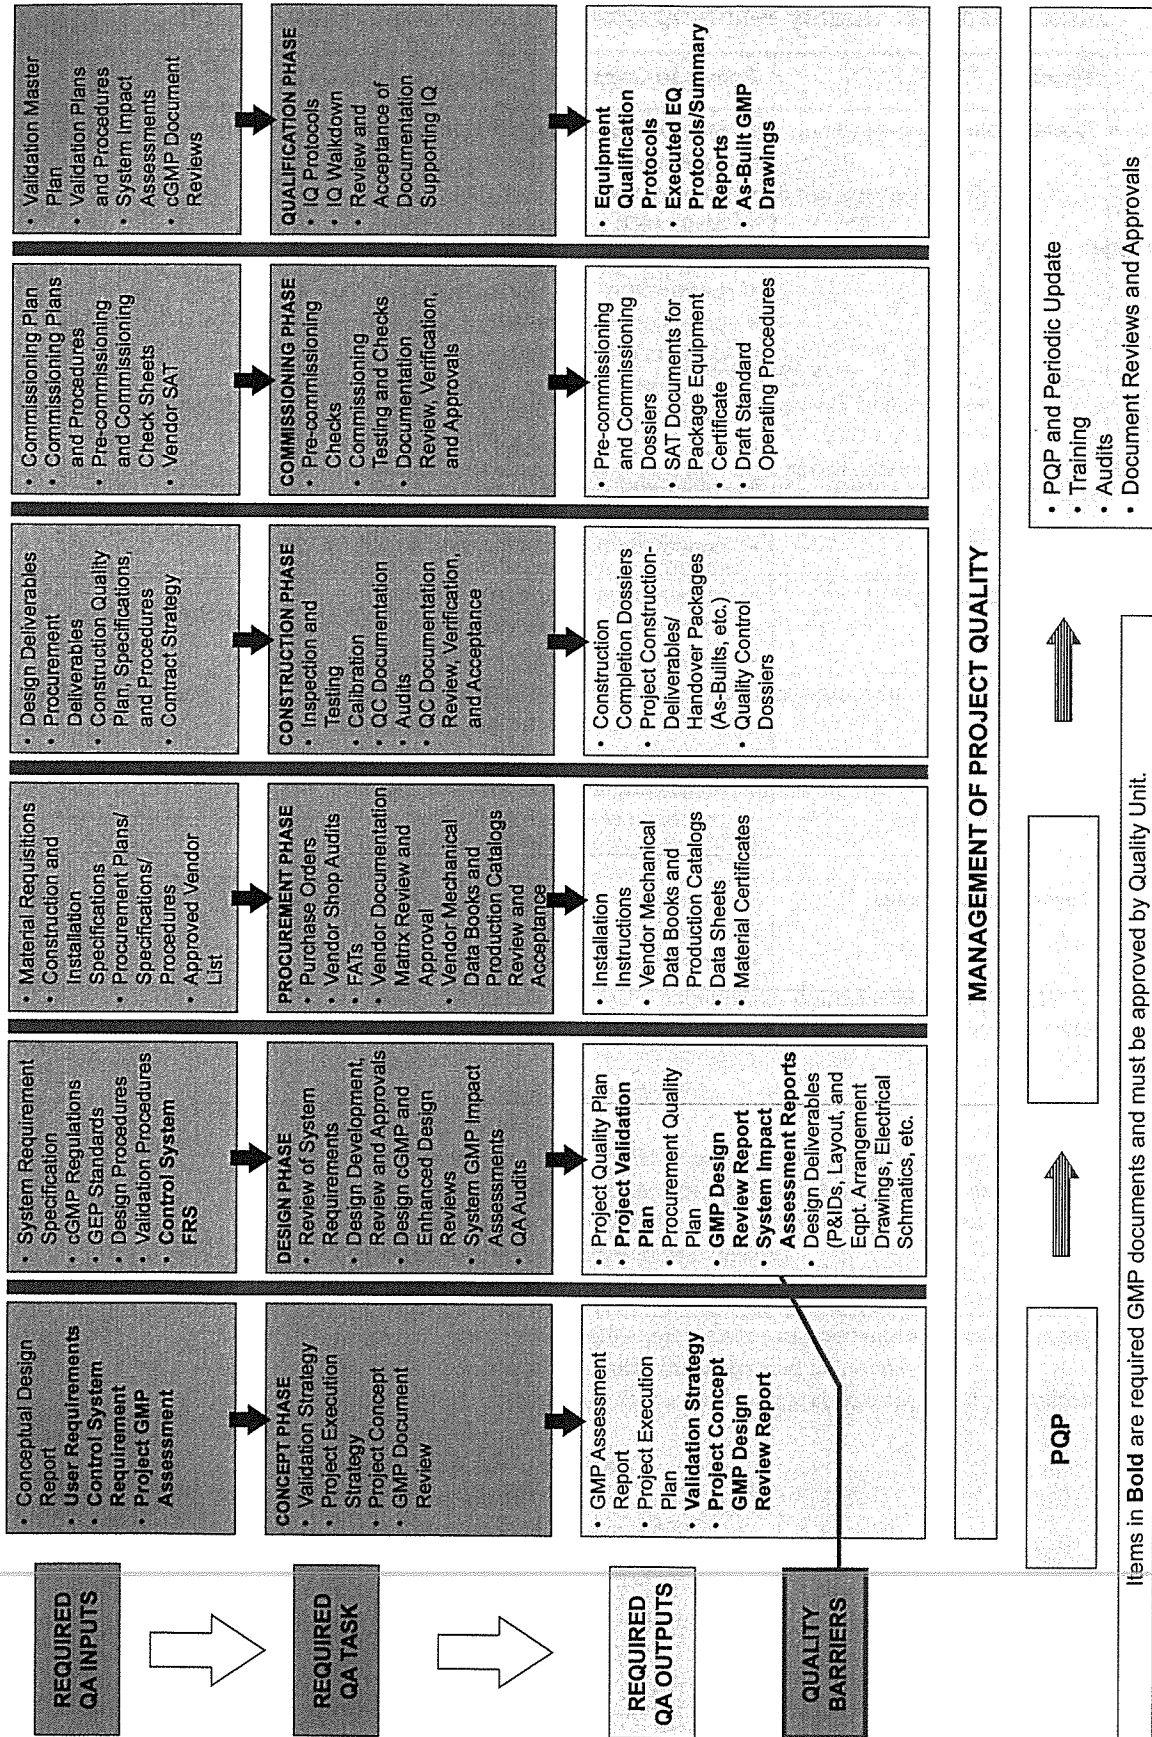 REQUIRED
QA INPUTS
• Conceptual Design
Report
• User Requirements
• Control System
Requirement
• Project GMP
Assessment
• System Requirement
Specification
• cGMP Regulations
• GEP Standards
• Design Procedures
• Validation Procedures
• Control System
FRS
• Material Requisitions
• Construction and
Installation
Specifications
• Procurement Plans/
Specifications/
Procedures
• Approved Vendor
List
• Design Deliverables
• Procurement
Deliverables
• Construction Quality
Plan, Specifications,
and Procedures
• Contract Strategy
• Commissioning Plan
• Commissioning Plans
and Procedures
• Pre-commissioning
and Commissioning
Check Sheets
• Vendor SAT
• Validation Master
Plan
• Validation Plans
and Procedures
• System Impact
Assessments
• cGMP Document
Reviews
REQUIRED
QA TASK
CONCEPT PHASE
• Validation Strategy
• Project Execution
Strategy
• Project Concept
• GMP Document
Review
DESIGN PHASE
• Review of System
Requirements
• Design Development,
Review and Approvals
• Design cGMP and
Enhanced Design
Reviews
• System GMP Impact
Assessments
• QA Audits
PROCUREMENT PHASE
• Purchase Orders
• Vendor Shop Audits
• FATs
• Vendor Documentation
Matrix Review and
Approval
• Vendor Mechanical
Data Books and
Production Catalogs
Review and
Acceptance
CONSTRUCTION PHASE
• Inspection and
Testing
• Calibration
• QC Documentation
Audits
• QC Documentation
Review, Verification,
and Acceptance
COMMISSIONING PHASE
• Pre-commissioning
Checks
• Commissioning
Testing and Checks
• Documentation
Review, Verification,
and Approvals
QUALIFICATION PHASE
• IQ Protocols
• IQ Walkdown
• Review and
Acceptance of
Documentation
Supporting IQ
REQUIRED
QA OUTPUTS
• GMP Assessment
Report
• Project Execution
Plan
• Validation Strategy
• Project Concept
GMP Design
Review Report
• Project Quality Plan
• Project Validation
Plan
• Procurement Quality
Plan
• GMP Design
Review Report
• System Impact
Assessment Reports
• Design Deliverables
(P&IDs, Layout, and
Eqpt. Arrangement
Drawings, Electrical
Schmatics, etc.
• Installation
Instructions
• Vendor Mechanical
Data Books and
Production Catalogs
• Data Sheets
• Material Certificates
• Construction
Completion Dossiers
• Project Construction-
Deliverables/
Handover Packages
(As-Builts, etc.)
• Quality Control
Dossiers
• Pre-commissioning
and Commissioning
Dossiers
• SAT Documents for
Package Equipment
• Certificate
• Draft Standard
Operating Procedures
• Equipment
Qualification
Protocols
• Executed EQ
Protocols/Summary
Reports
• As-Built GMP
Drawings
QUALITY
BARRIERS
MANAGEMENT OF PROJECT QUALITY
PQP
• PQP and Periodic Update
• Training
• Audits
• Document Reviews and Approvals
Items in Bold are required GMP documents and must be approved by Quality Unit.